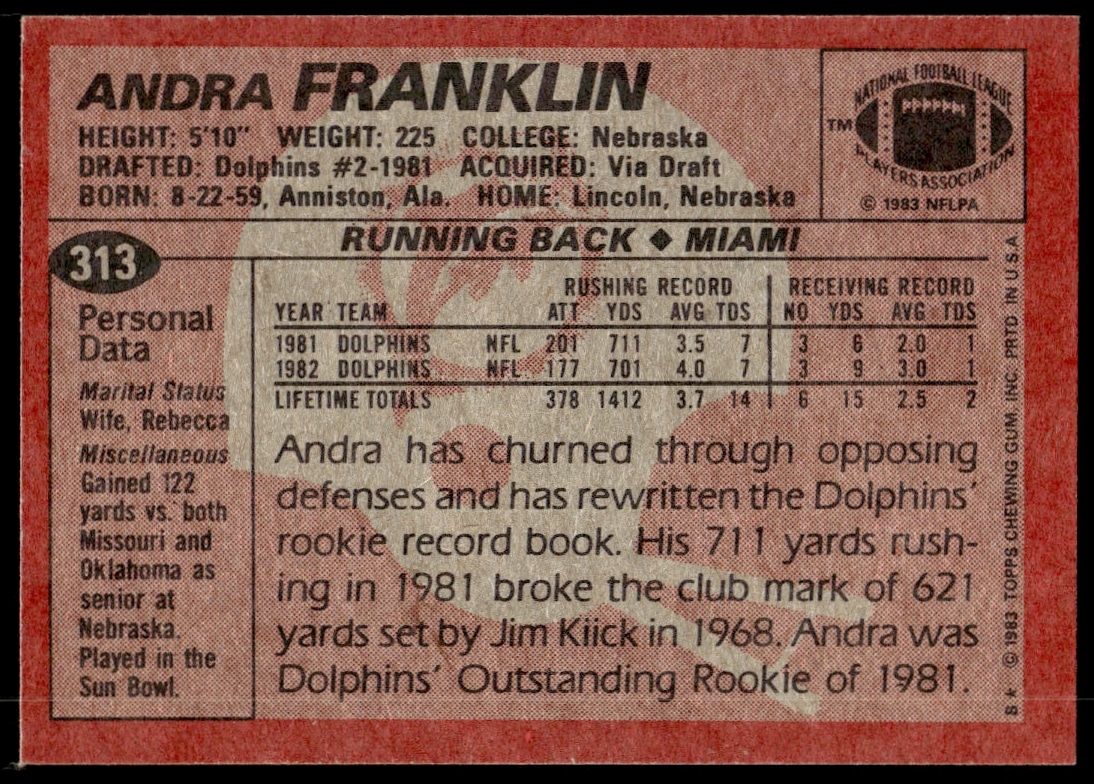 ANDRA FRANKLIN
HEIGHT: 5'10" WEIGHT: 225 COLLEGE: Nebraska
DRAFTED: Dolphins #2-1981 ACQUIRED: Via Draft
BORN: 8-22-59, Anniston, Ala. HOME: Lincoln, Nebraska
NATIONAL FOOTBALL LEAGUE
PLAYERS ASSOCIATION
TM
© 1983 NFLPA
RUNNING BACK ◆ MIAMI
313
Personal
Data
Marital Status
Wife, Rebecca
Miscellaneous
Gained 122
yards vs. both
Missouri and
Oklahoma as
senior at
Nebraska.
Played in the
Sun Bowl.
RUSHING RECORD RECEIVING RECORD
YEAR TEAM ATT YDS AVG TDS NO YDS AVG TDS
1981 DOLPHINS NFL 201 711 3.5 7 3 6 2.0 1
1982 DOLPHINS NFL 177 701 4.0 7 3 9 3.0 1
LIFETIME TOTALS 378 1412 3.7 14 6 15 2.5 2
Andra has churned through opposing
defenses and has rewritten the Dolphins'
rookie record book. His 711 yards rush-
ing in 1981 broke the club mark of 621
yards set by Jim Kiick in 1968. Andra was
Dolphins' Outstanding Rookie of 1981.
S★ © 1983 TOPPS CHEWING GUM, INC. PRTD IN U.S.A.